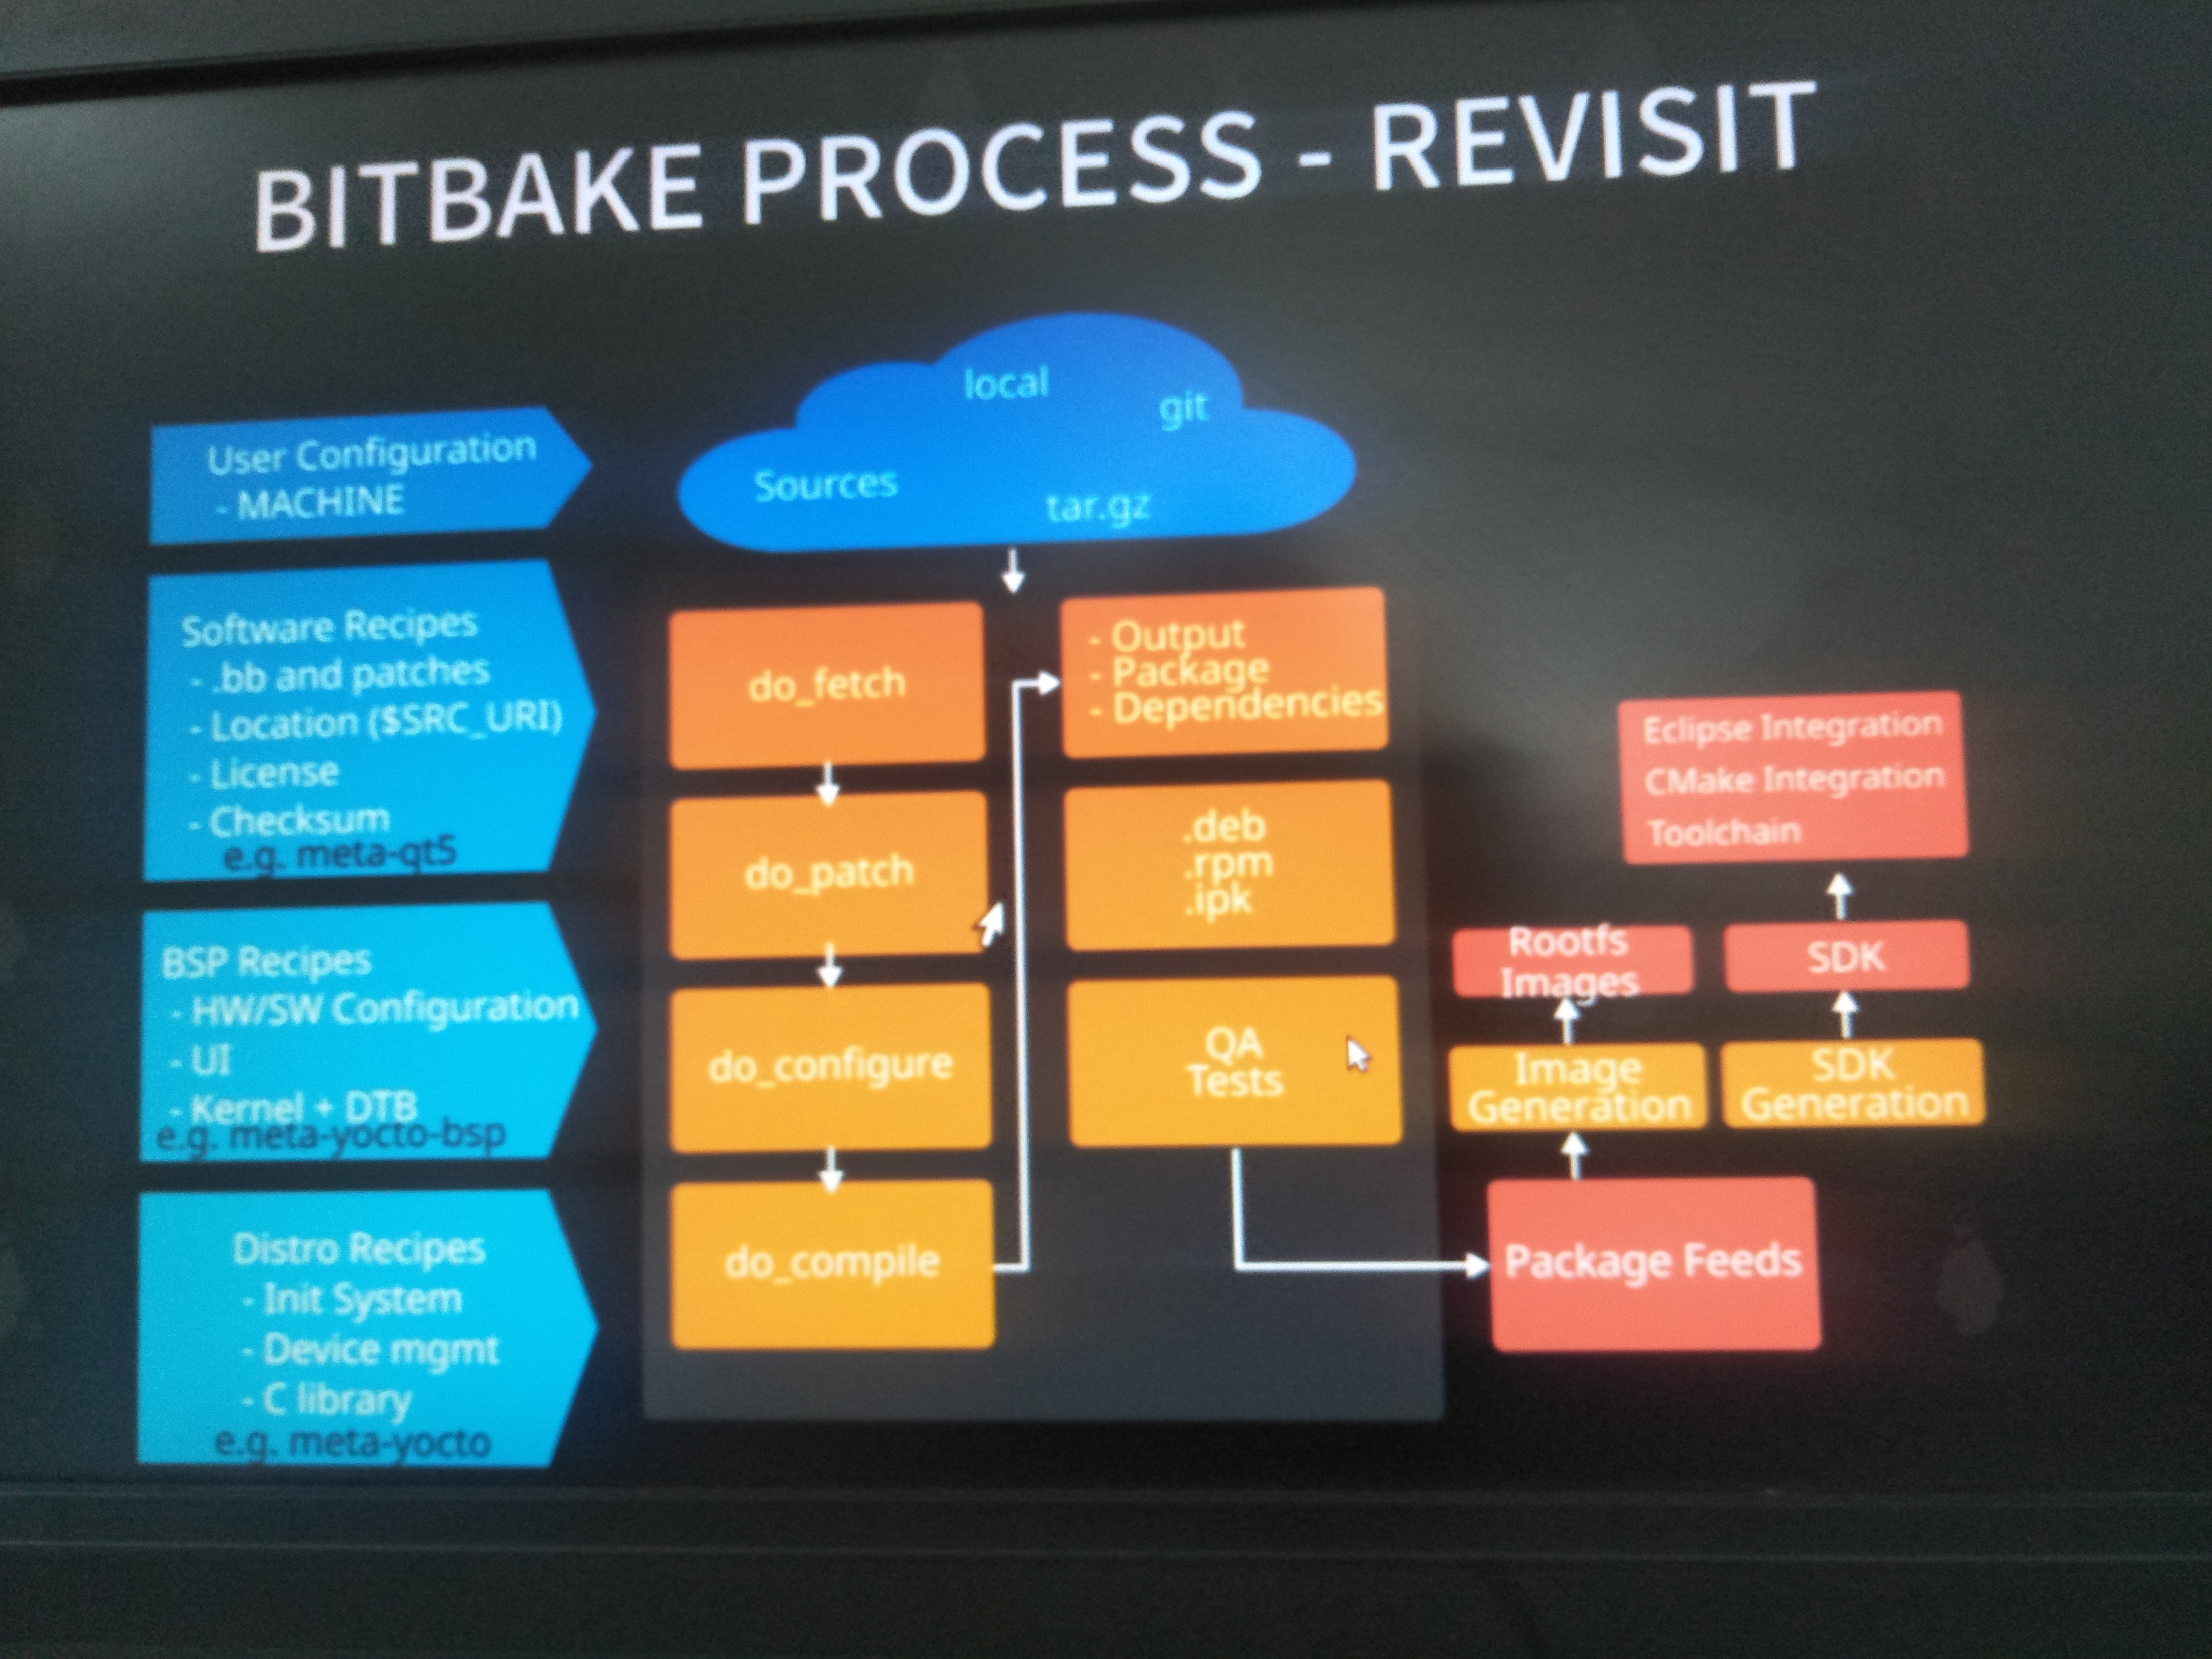 BITBAKE PROCESS - REVISIT
local
git
Sources
tar.gz
User Configuration
- MACHINE
Software Recipes
- .bb and patches
- Location ($SRC_URI)
- License
- Checksum
e.g. meta-qt5
BSP Recipes
- HW/SW Configuration
- UI
- Kernel + DTB
e.g. meta-yocto-bsp
Distro Recipes
- Init System
- Device mgmt
- C library
e.g. meta-yocto
do_fetch
do_patch
do_configure
do_compile
- Output
- Package
- Dependencies
.deb
.rpm
.ipk
QA
Tests
Eclipse Integration
CMake Integration
Toolchain
Rootfs
Images
SDK
Image
Generation
SDK
Generation
Package Feeds